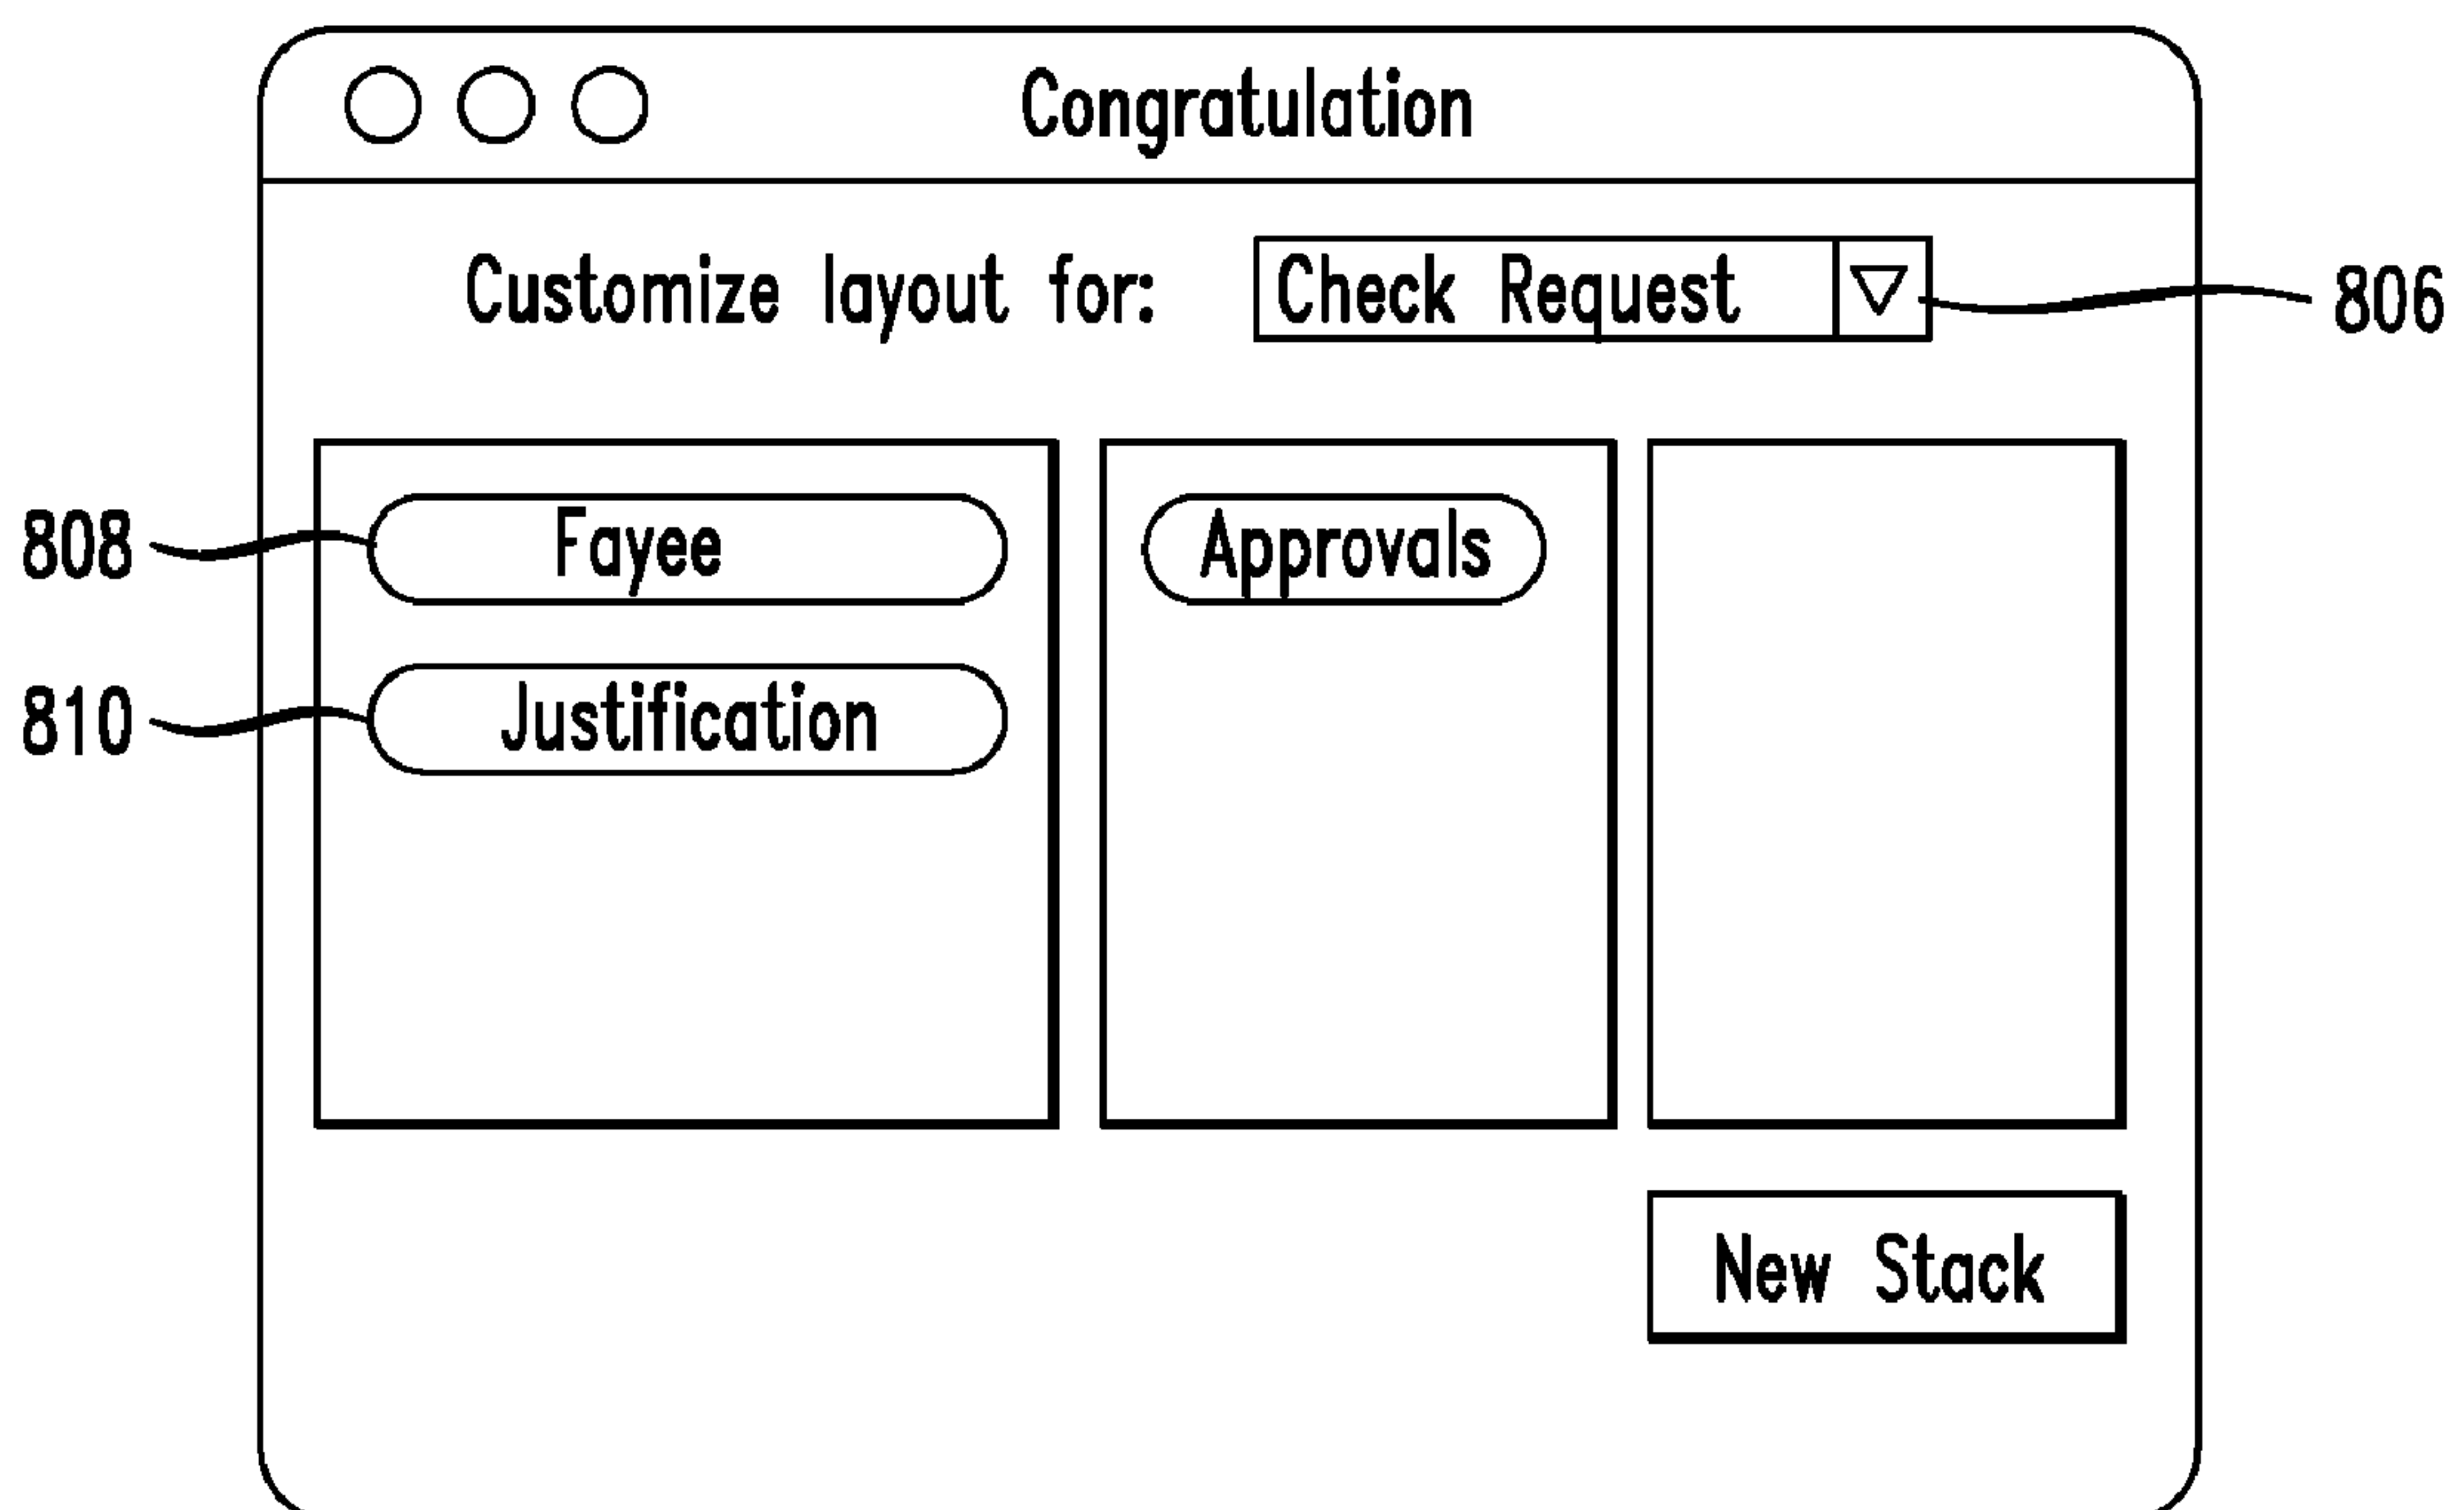 Congratulation
Customize layout for: Check Request 806
808 Fayee Approvals
810 Justification
New Stack